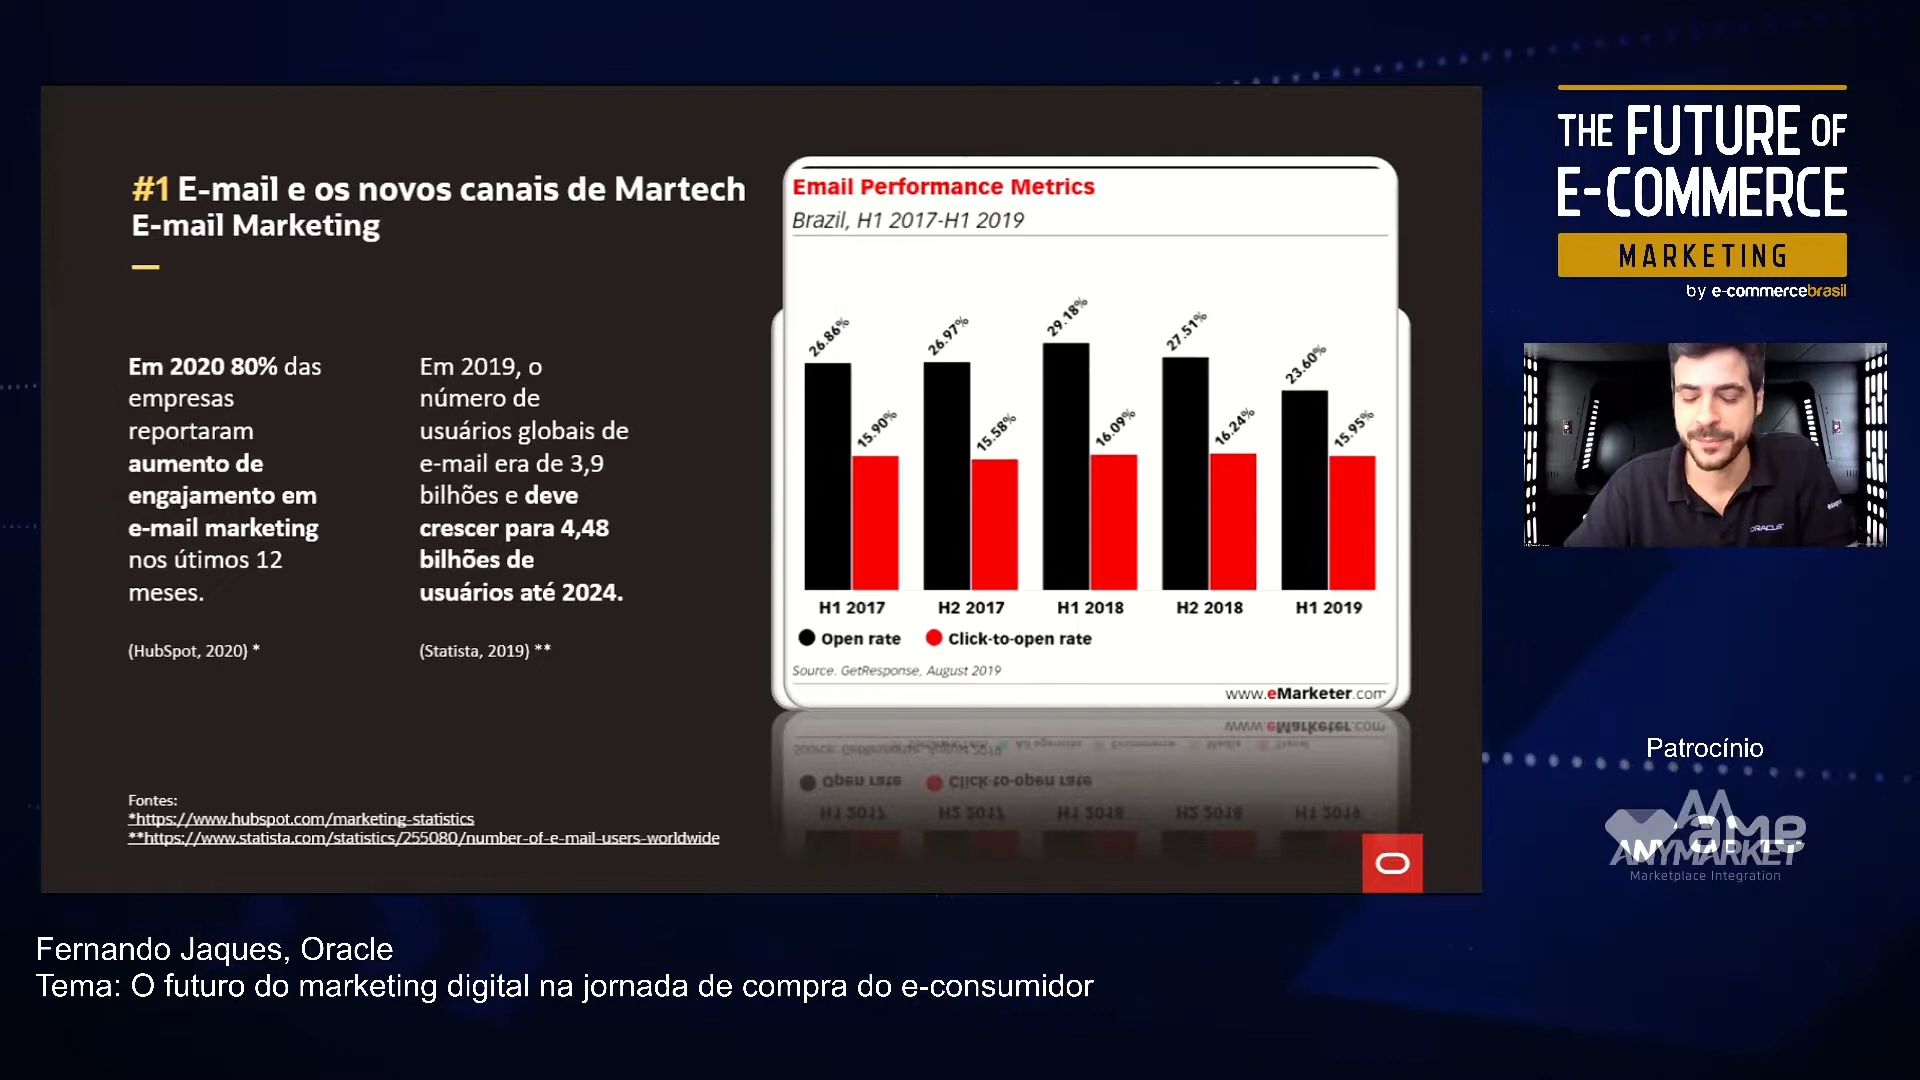 #1 E-mail e os novos canais de Martech
E-mail Marketing
Em 2020 80% das
empresas
reportaram
aumento de
engajamento em
e-mail marketing
nos útimos 12
meses.
(HubSpot, 2020) *
Em 2019, o
número de
usuários globais de
e-mail era de 3,9
bilhões e deve
crescer para 4,48
bilhões de
usuários até 2024.
(Statista, 2019) **
Fontes:
*https://www.hubspot.com/marketing-statistics
**https://www.statista.com/statistics/255080/number-of-e-mail-users-worldwide
Email Performance Metrics
Brazil, H1 2017-H1 2019
26.86% 15.90% 26.97% 15.58% 29.18% 16.09% 27.51% 16.24% 23.60% 15.95%
H1 2017 H2 2017 H1 2018 H2 2018 H1 2019
Open rate Click-to-open rate
Source: GetResponse, August 2019
www.eMarketer.com
THE FUTURE OF
E-COMMERCE
MARKETING
by e-commercebrasil
ORACLE
Patrocínio
ame
ANYMARKET
Marketplace Integration
Fernando Jaques, Oracle
Tema: O futuro do marketing digital na jornada de compra do e-consumidor